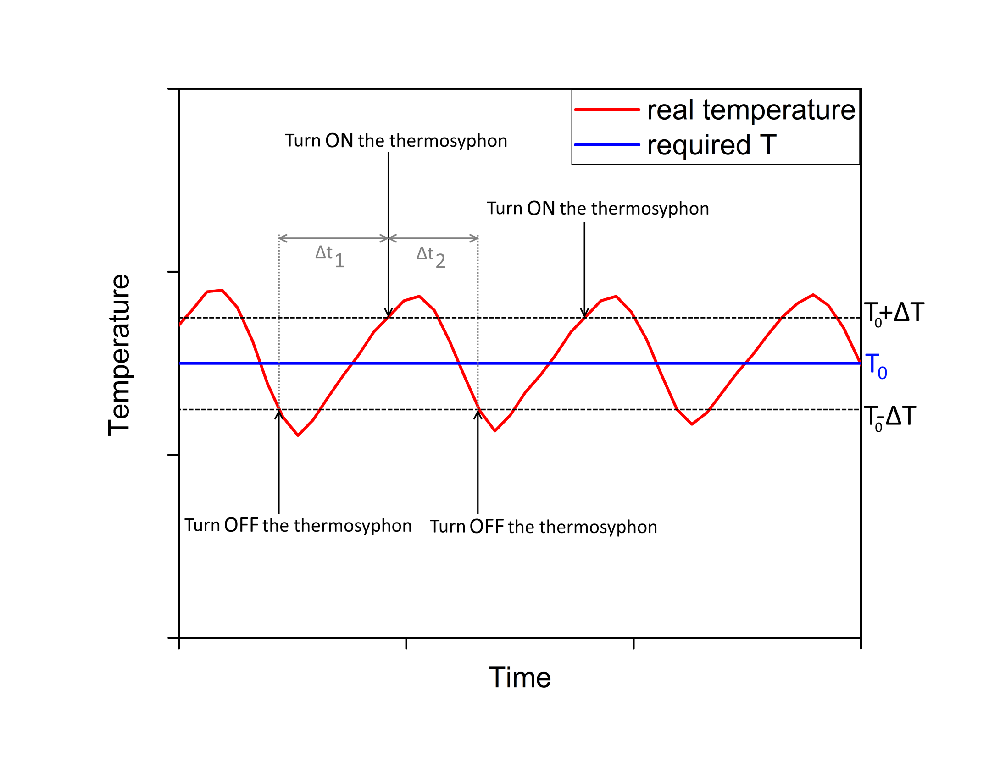 real temperature
required T
Turn ON the thermosyphon
Turn ON the thermosyphon
Δt1
Δt2
Temperature
T0+ΔT
T0
T0-ΔT
Turn OFF the thermosyphon
Turn OFF the thermosyphon
Time